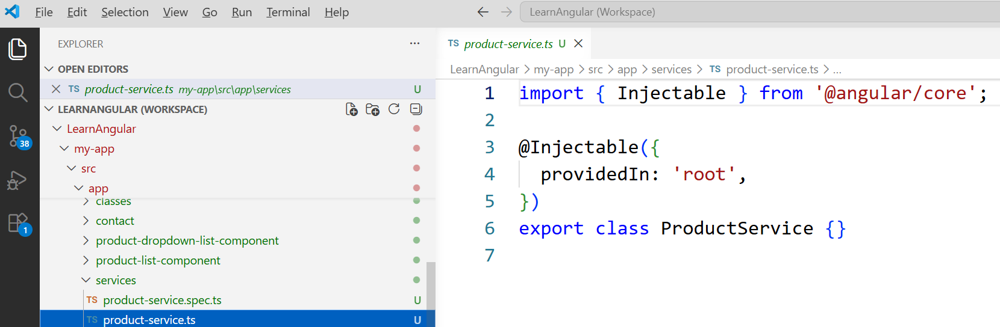 File Edit Selection View Go Run Terminal Help
LearnAngular (Workspace)
EXPLORER
OPEN EDITORS
TS product-service.ts my-app\src\app\services U
LEARNANGULAR (WORKSPACE)
LearnAngular
my-app
src
app
classes
contact
product-dropdown-list-component
product-list-component
services
TS product-service.spec.ts U
TS product-service.ts U
38
1
TS product-service.ts U
LearnAngular > my-app > src > app > services > TS product-service.ts > ...
1 import { Injectable } from '@angular/core';
2
3 @Injectable({
4 providedIn: 'root',
5 })
6 export class ProductService {}
7